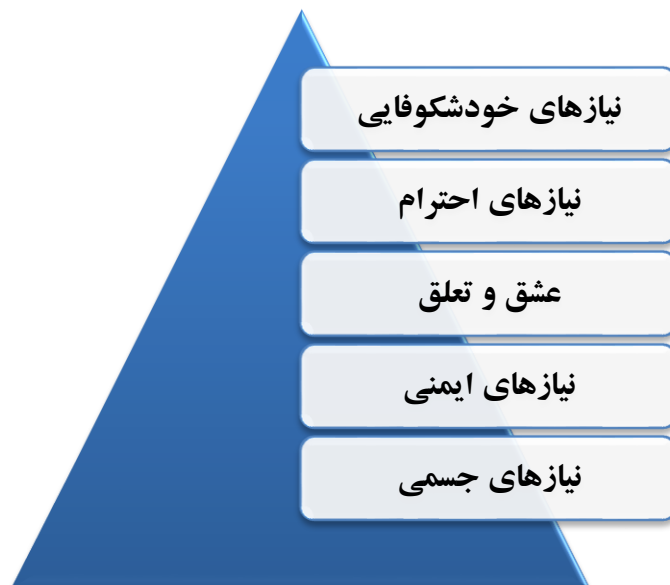 نیازهای خودشکوفایی
نیازهای احترام
عشق و تعلق
نیازهای ایمنی
نیازهای جسمی